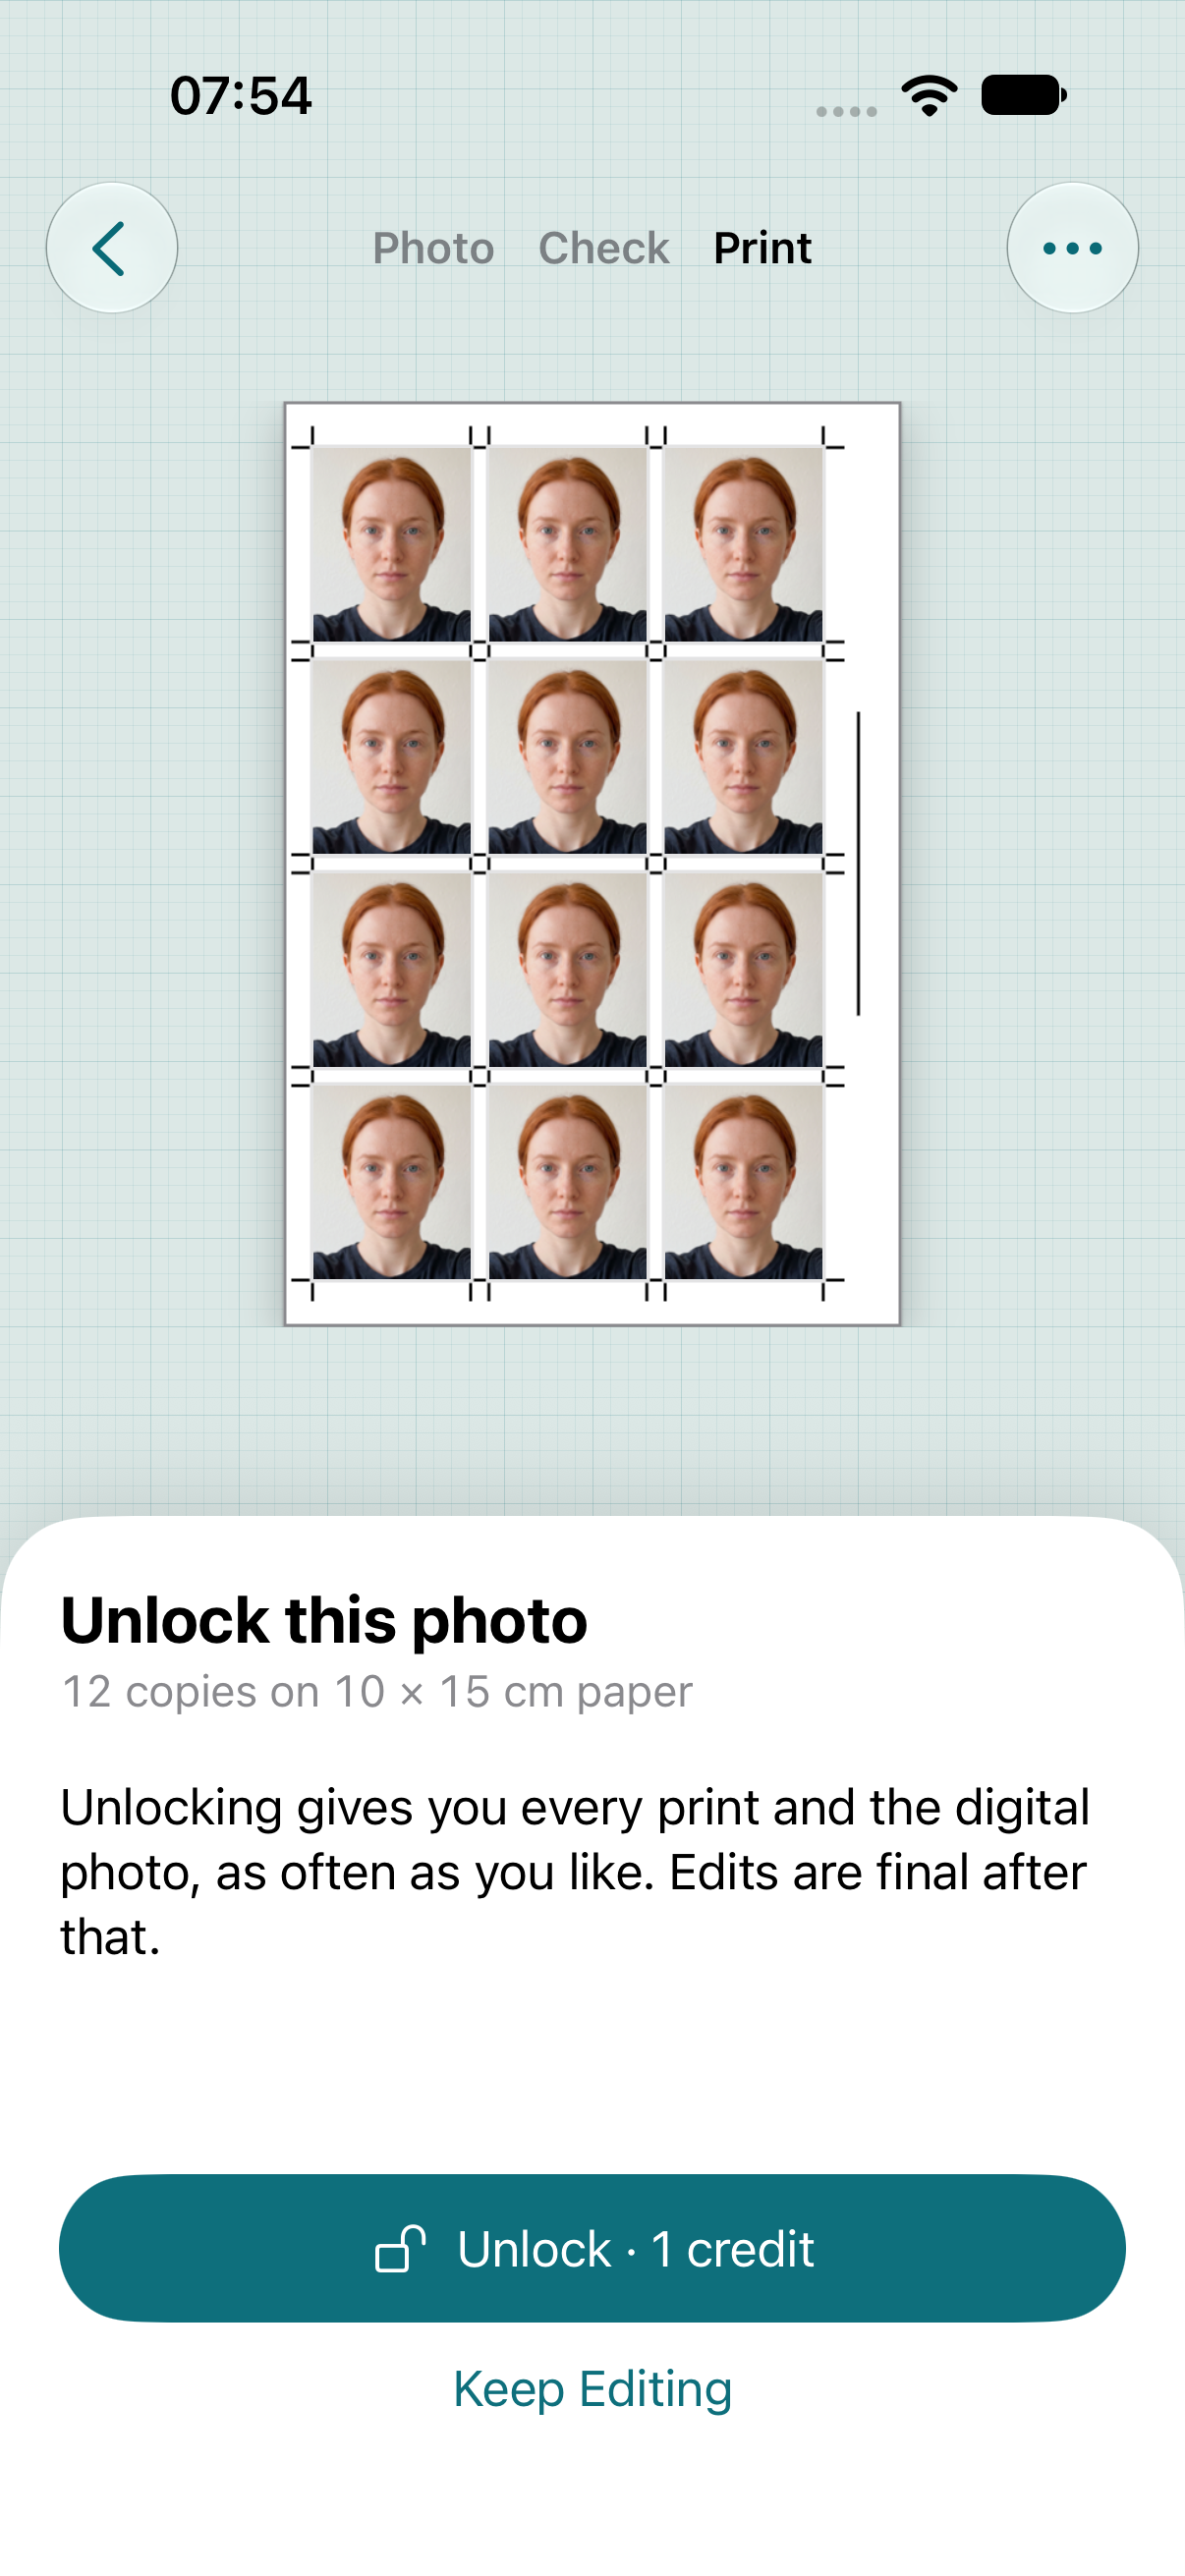 07:54
Photo Check Print
Unlock this photo
12 copies on 10 × 15 cm paper
Unlocking gives you every print and the digital
photo, as often as you like. Edits are final after
that.
Unlock · 1 credit
Keep Editing